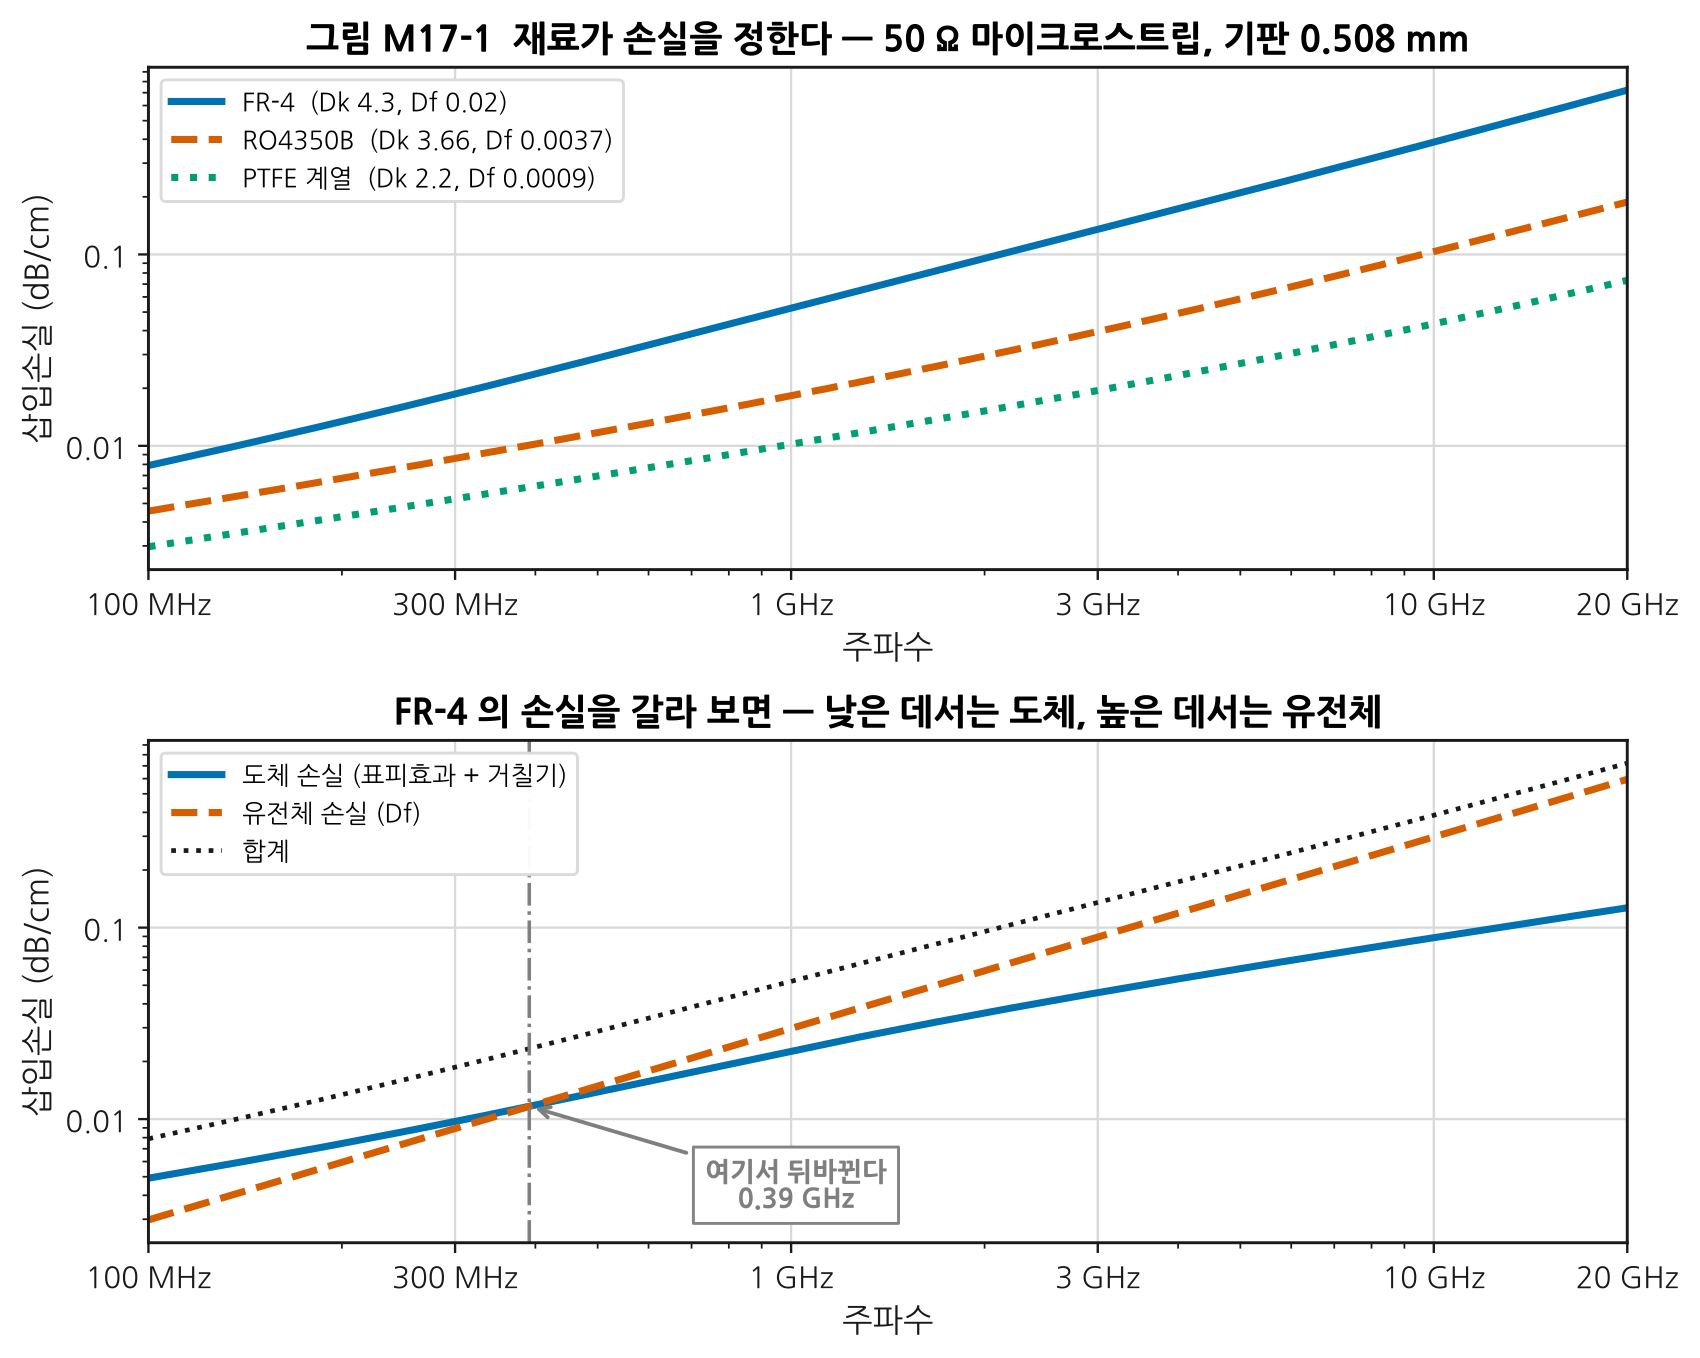 그림 M17-1 재료가 손실을 정한다 — 50 Ω 마이크로스트립, 기판 0.508 mm
FR-4 (Dk 4.3, Df 0.02)
RO4350B (Dk 3.66, Df 0.0037)
PTFE 계열 (Dk 2.2, Df 0.0009)
삽입손실 (dB/cm)
0.1
0.01
100 MHz
300 MHz
1 GHz
3 GHz
10 GHz
20 GHz
주파수
FR-4 의 손실을 갈라 보면 — 낮은 데서는 도체, 높은 데서는 유전체
도체 손실 (표피효과 + 거칠기)
유전체 손실 (Df)
합계
삽입손실 (dB/cm)
0.1
0.01
여기서 뒤바뀐다
0.39 GHz
100 MHz
300 MHz
1 GHz
3 GHz
10 GHz
20 GHz
주파수